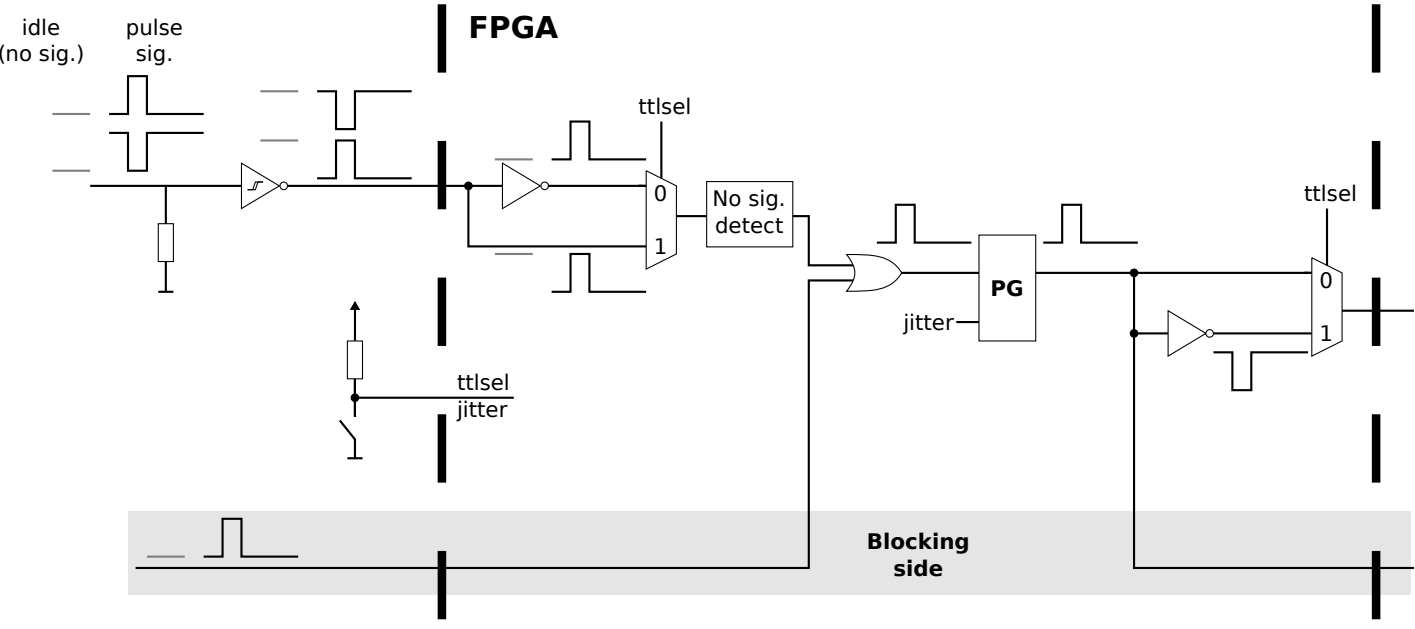 idle
(no sig.)
pulse
sig.
FPGA
ttlsel
0
1
No sig.
detect
PG
jitter
ttlsel
0
1
ttlsel
jitter
Blocking
side